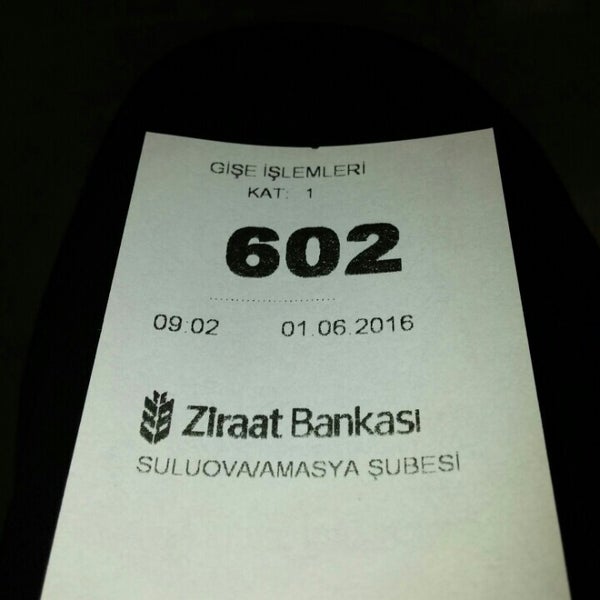 GİŞE İŞLEMLERİ
KAT: 1
602
09:02 01.06.2016
Ziraat Bankası
SULUOVA/AMASYA ŞUBESİ